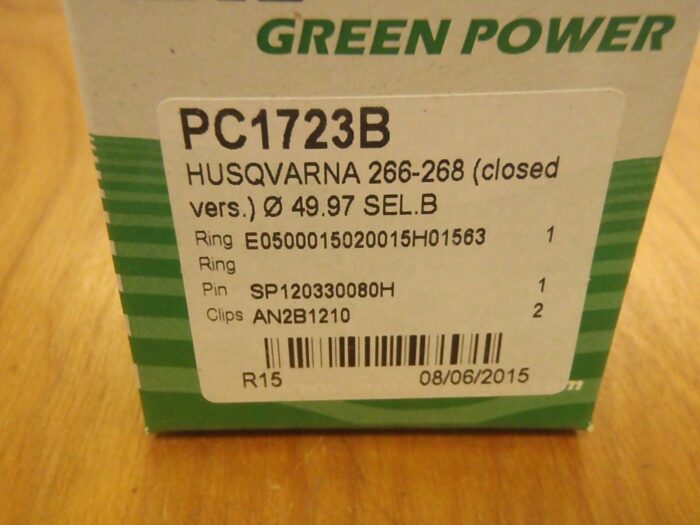 GREEN POWER
PC1723B
HUSQVARNA 266-268 (closed
vers.) Ø 49.97 SEL.B
Ring E0500015020015H01563 1
Ring
Pin SP120330080H 1
Clips AN2B1210 2
R15 08/06/2015